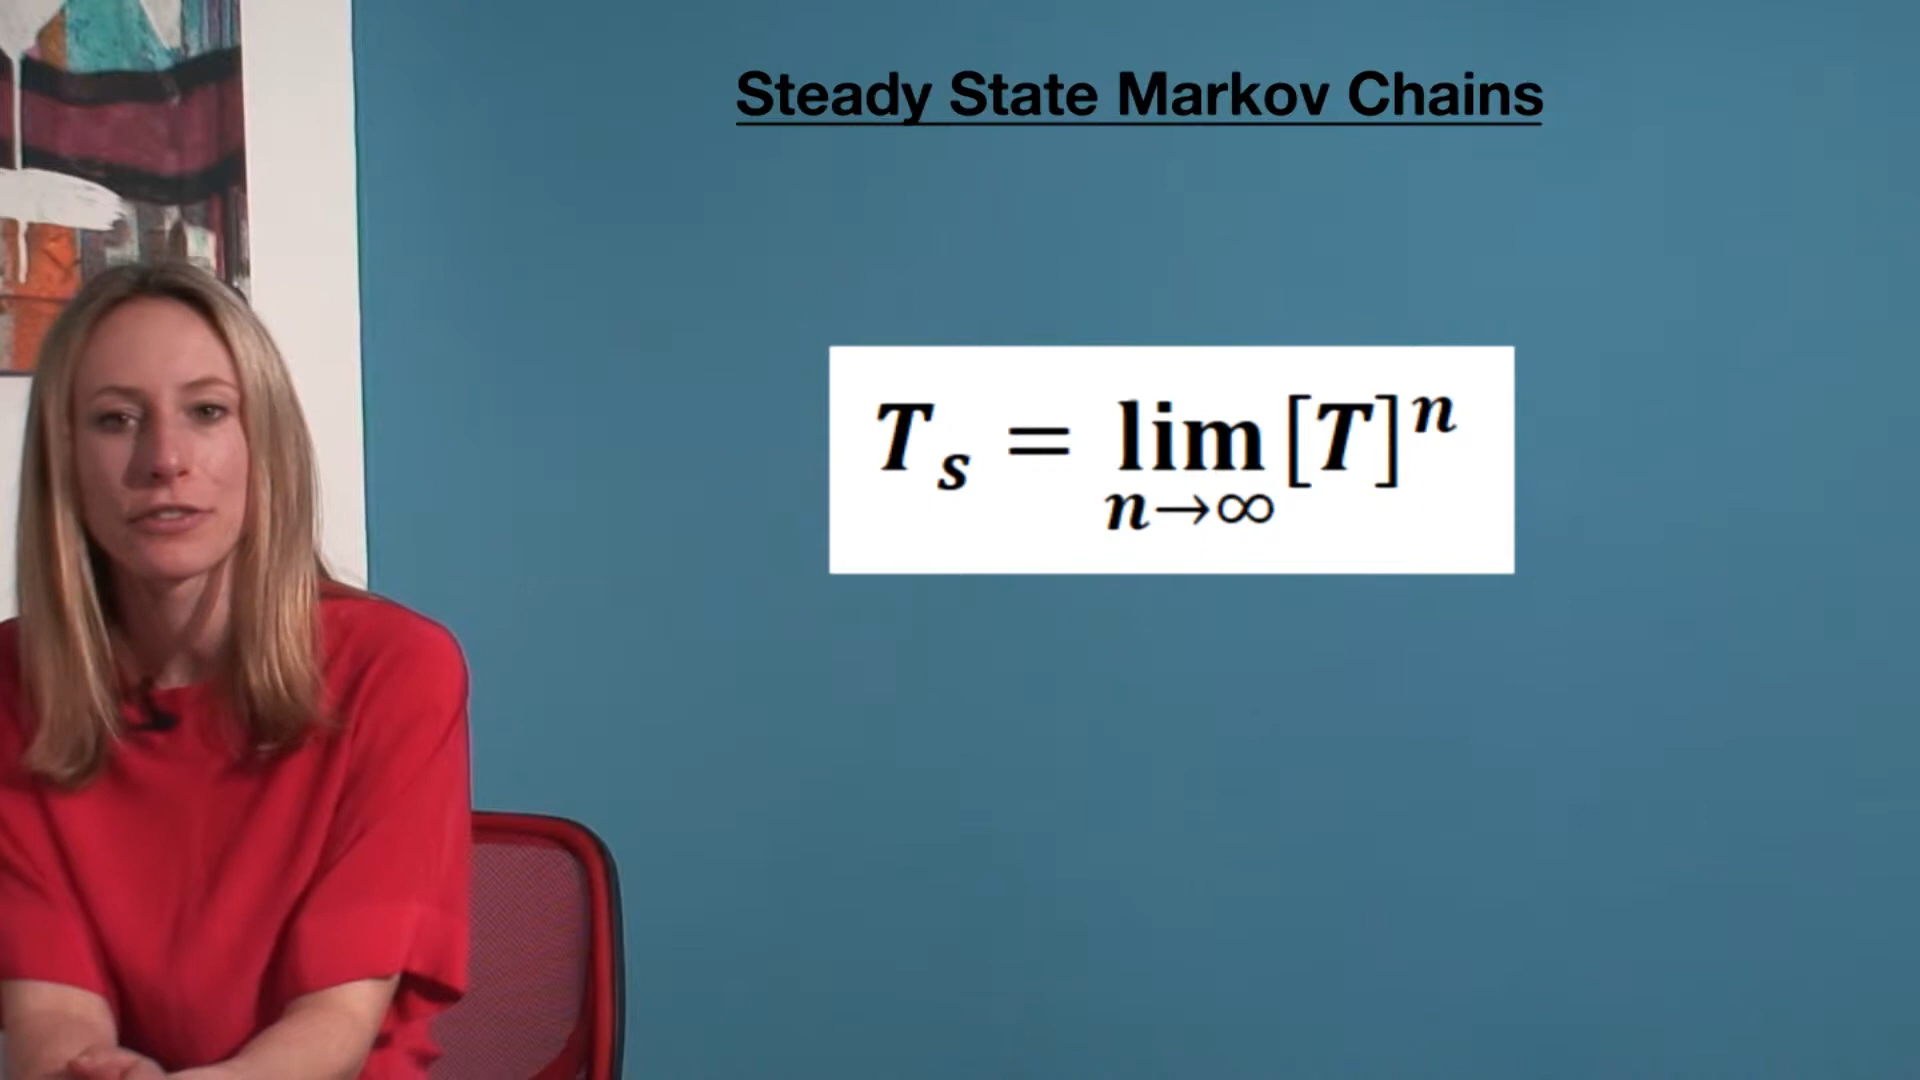 Steady State Markov Chains
T_s = lim_{n→∞} [T]^n